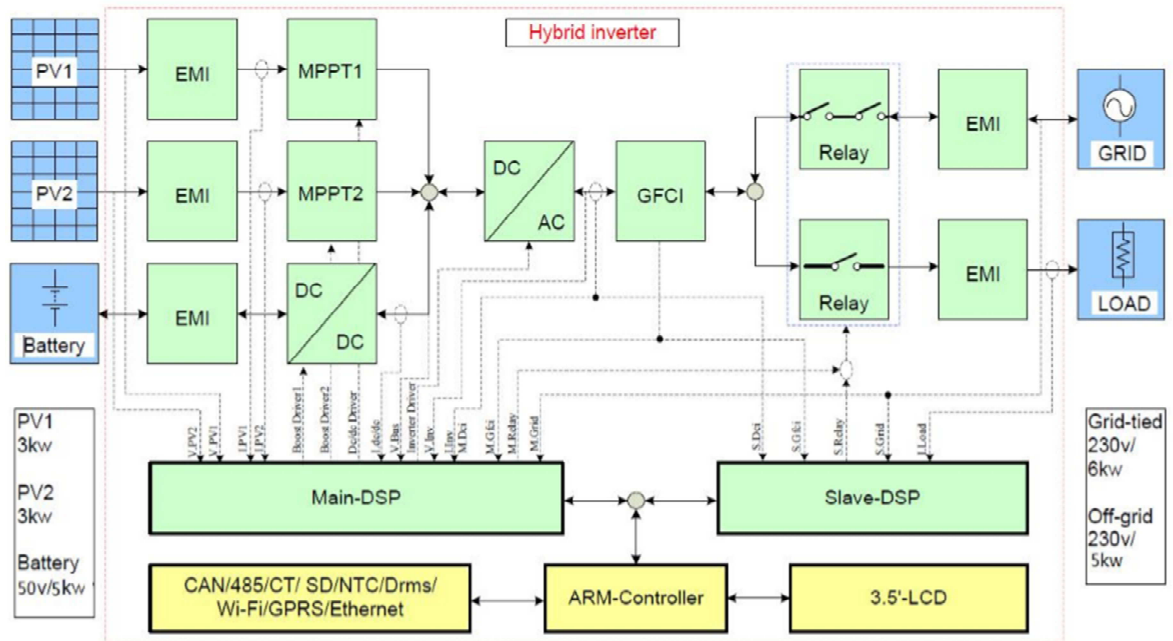 Hybrid inverter
PV1
EMI
MPPT1
Relay
EMI
GRID
PV2
EMI
MPPT2
DC
AC
GFCI
Battery
EMI
DC
DC
Relay
EMI
LOAD
V.PV2
V.PV1
I.PV1
I.PV2
Boost Driver1
Boost Driver2
Dc/dc Driver
I.dc/dc
V.Bus
Inverter Driver
V.Inv
I.Inv
M.Dci
M.Gfci
M.Relay
M.Grid
S.Dci
S.Gfci
S.Relay
S.Grid
I.Load
PV1
3kw
PV2
3kw
Battery
50v/5kw
Main-DSP
Slave-DSP
Grid-tied
230v/
6kw
Off-grid
230v/
5kw
CAN/485/CT/ SD/NTC/Drms/
Wi-Fi/GPRS/Ethernet
ARM-Controller
3.5'-LCD